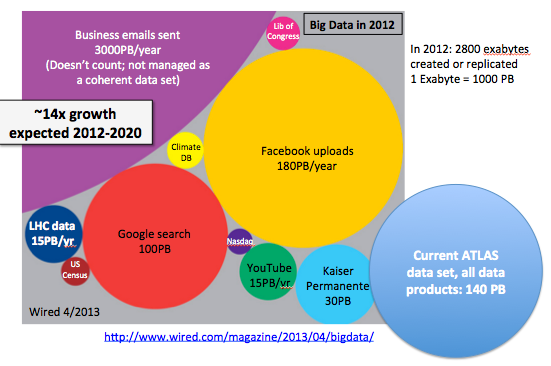 Big Data in 2012
Business emails sent
3000PB/year
(Doesn't count; not managed as
a coherent data set)
Lib of
Congress
In 2012: 2800 exabytes
created or replicated
1 Exabyte = 1000 PB
~14x growth
expected 2012-2020
Climate
DB
Facebook uploads
180PB/year
LHC data
15PB/yr
Google search
100PB
Nasdaq
US
Census
YouTube
15PB/yr
Kaiser
Permanente
30PB
Current ATLAS
data set, all data
products: 140 PB
Wired 4/2013
http://www.wired.com/magazine/2013/04/bigdata/